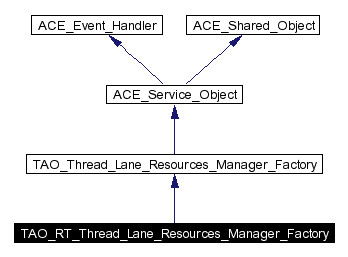 ACE_Event_Handler
ACE_Shared_Object
ACE_Service_Object
TAO_Thread_Lane_Resources_Manager_Factory
TAO_RT_Thread_Lane_Resources_Manager_Factory